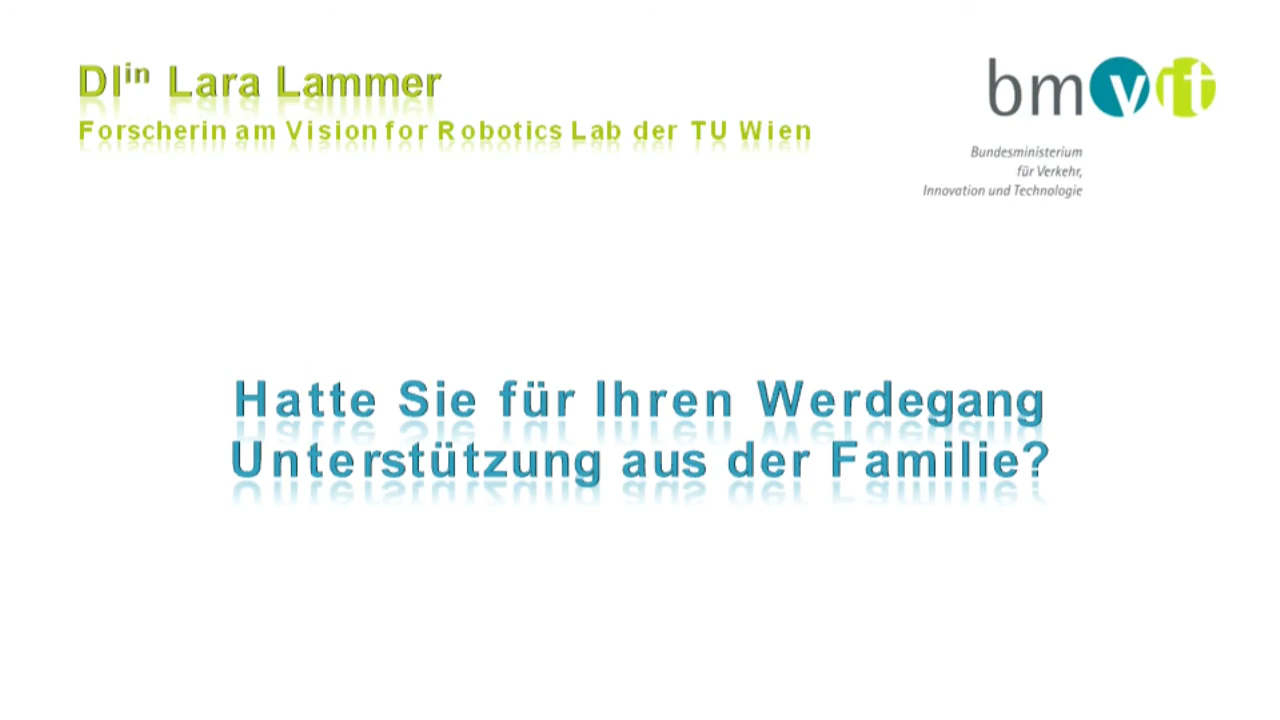 DIⁱⁿ Lara Lammer
Forscherin am Vision for Robotics Lab der TU Wien
bmvit
Bundesministerium
für Verkehr,
Innovation und Technologie
Hatte Sie für Ihren Werdegang
Unterstützung aus der Familie?